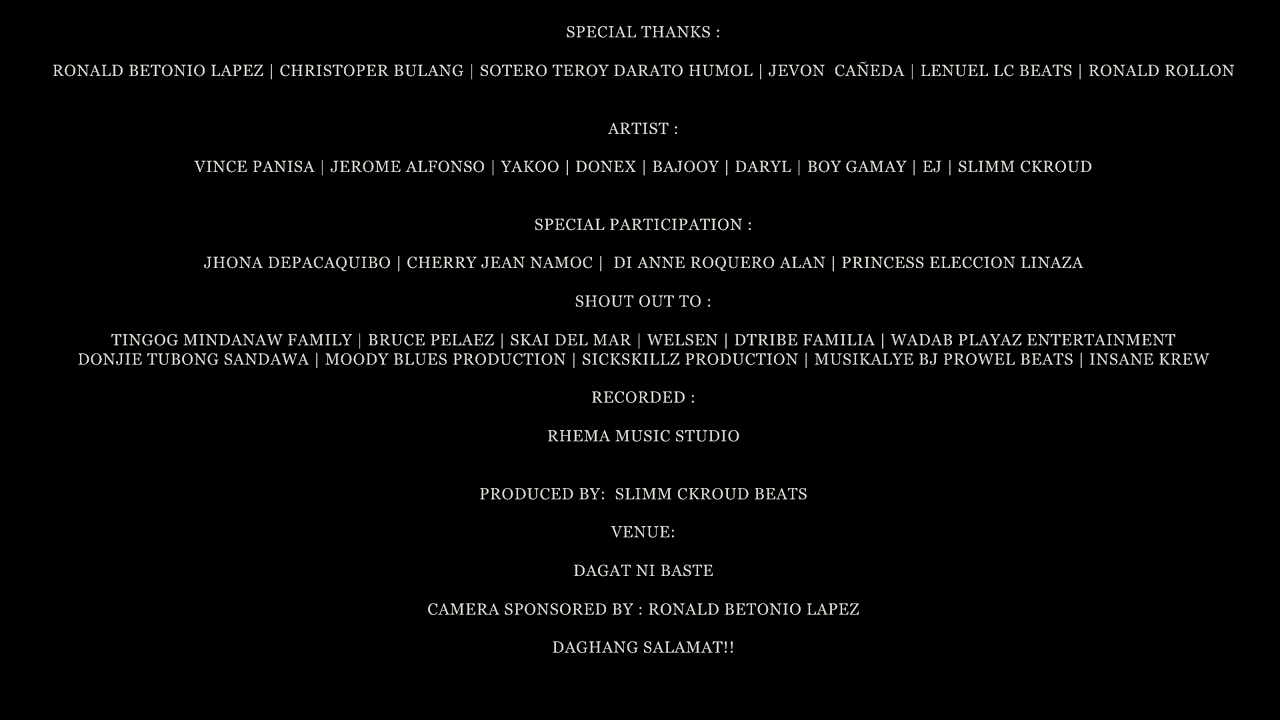 SPECIAL THANKS :
RONALD BETONIO LAPEZ | CHRISTOPER BULANG | SOTERO TEROY DARATO HUMOL | JEVON  CAÑEDA | LENUEL LC BEATS | RONALD ROLLON
ARTIST :
VINCE PANISA | JEROME ALFONSO | YAKOO | DONEX | BAJOOY | DARYL | BOY GAMAY | EJ | SLIMM CKROUD
SPECIAL PARTICIPATION :
JHONA DEPACAQUIBO | CHERRY JEAN NAMOC |  DI ANNE ROQUERO ALAN | PRINCESS ELECCION LINAZA
SHOUT OUT TO :
TINGOG MINDANAW FAMILY | BRUCE PELAEZ | SKAI DEL MAR | WELSEN | DTRIBE FAMILIA | WADAB PLAYAZ ENTERTAINMENT
DONJIE TUBONG SANDAWA | MOODY BLUES PRODUCTION | SICKSKILLZ PRODUCTION | MUSIKALYE BJ PROWEL BEATS | INSANE KREW
RECORDED :
RHEMA MUSIC STUDIO
PRODUCED BY:  SLIMM CKROUD BEATS
VENUE:
DAGAT NI BASTE
CAMERA SPONSORED BY : RONALD BETONIO LAPEZ
DAGHANG SALAMAT!!